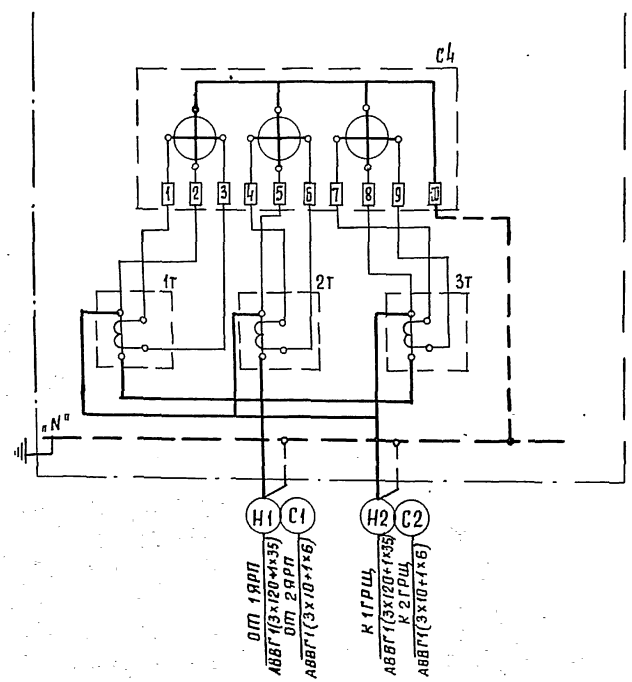 С4
1 2 3 4 5 6 7 8 9 10
1т 2т 3т
„N"
Н1 С1 Н2 С2
ОТ 1ЯРП
АВВГ1(3×120+1×35)
ОТ 2ЯРП
АВВГ1(3×10+1×6)
К 1ГРЩ
АВВГ1(3×120+1×35)
К 2ГРЩ
АВВГ1(3×10+1×6)